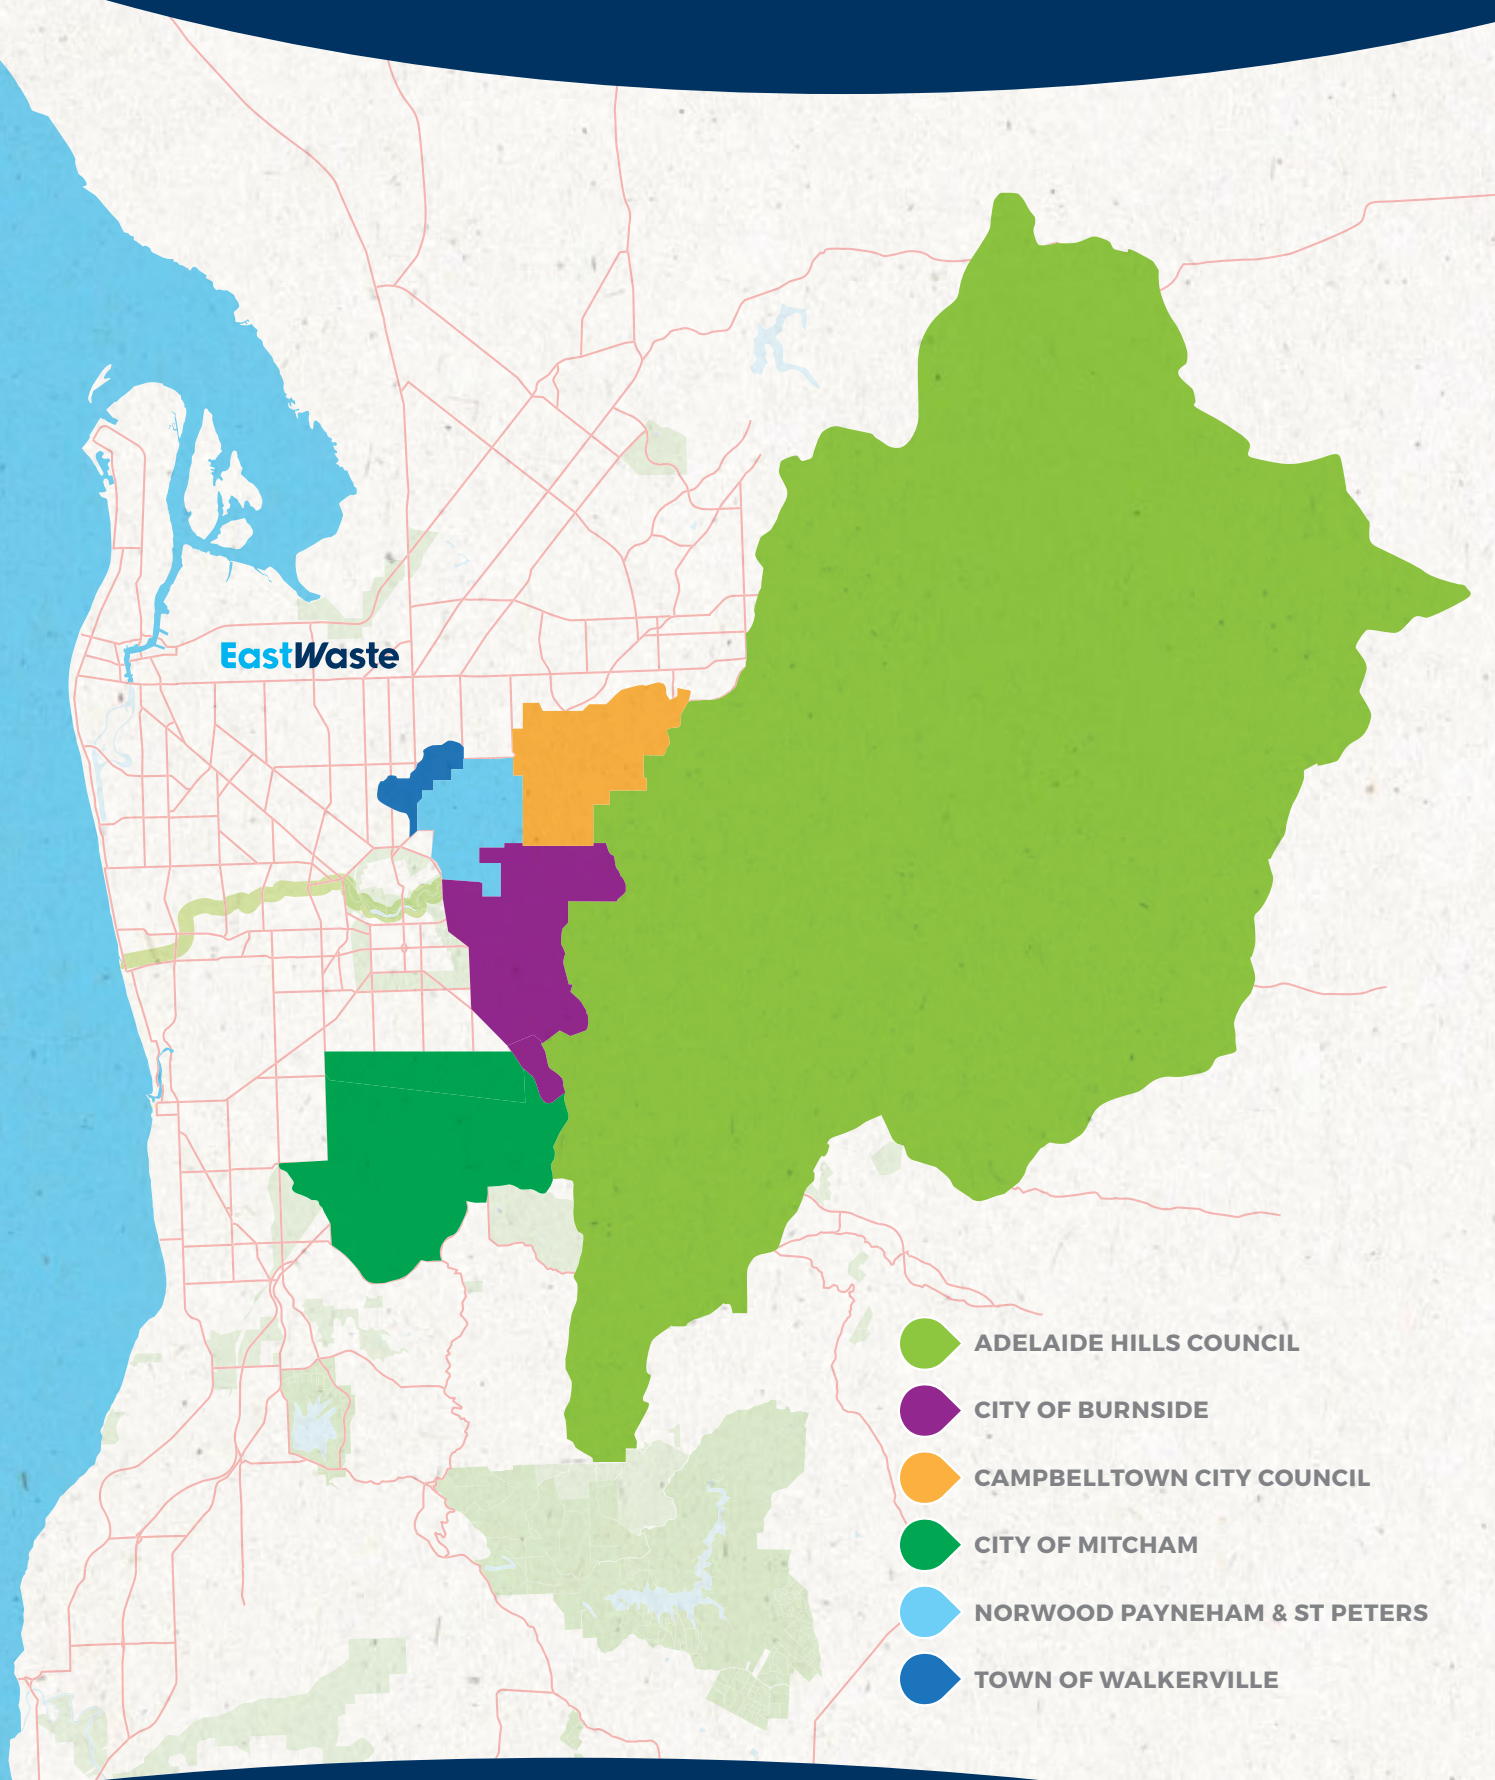 EastWaste
ADELAIDE HILLS COUNCIL
CITY OF BURNSIDE
CAMPBELLTOWN CITY COUNCIL
CITY OF MITCHAM
NORWOOD PAYNEHAM & ST PETERS
TOWN OF WALKERVILLE